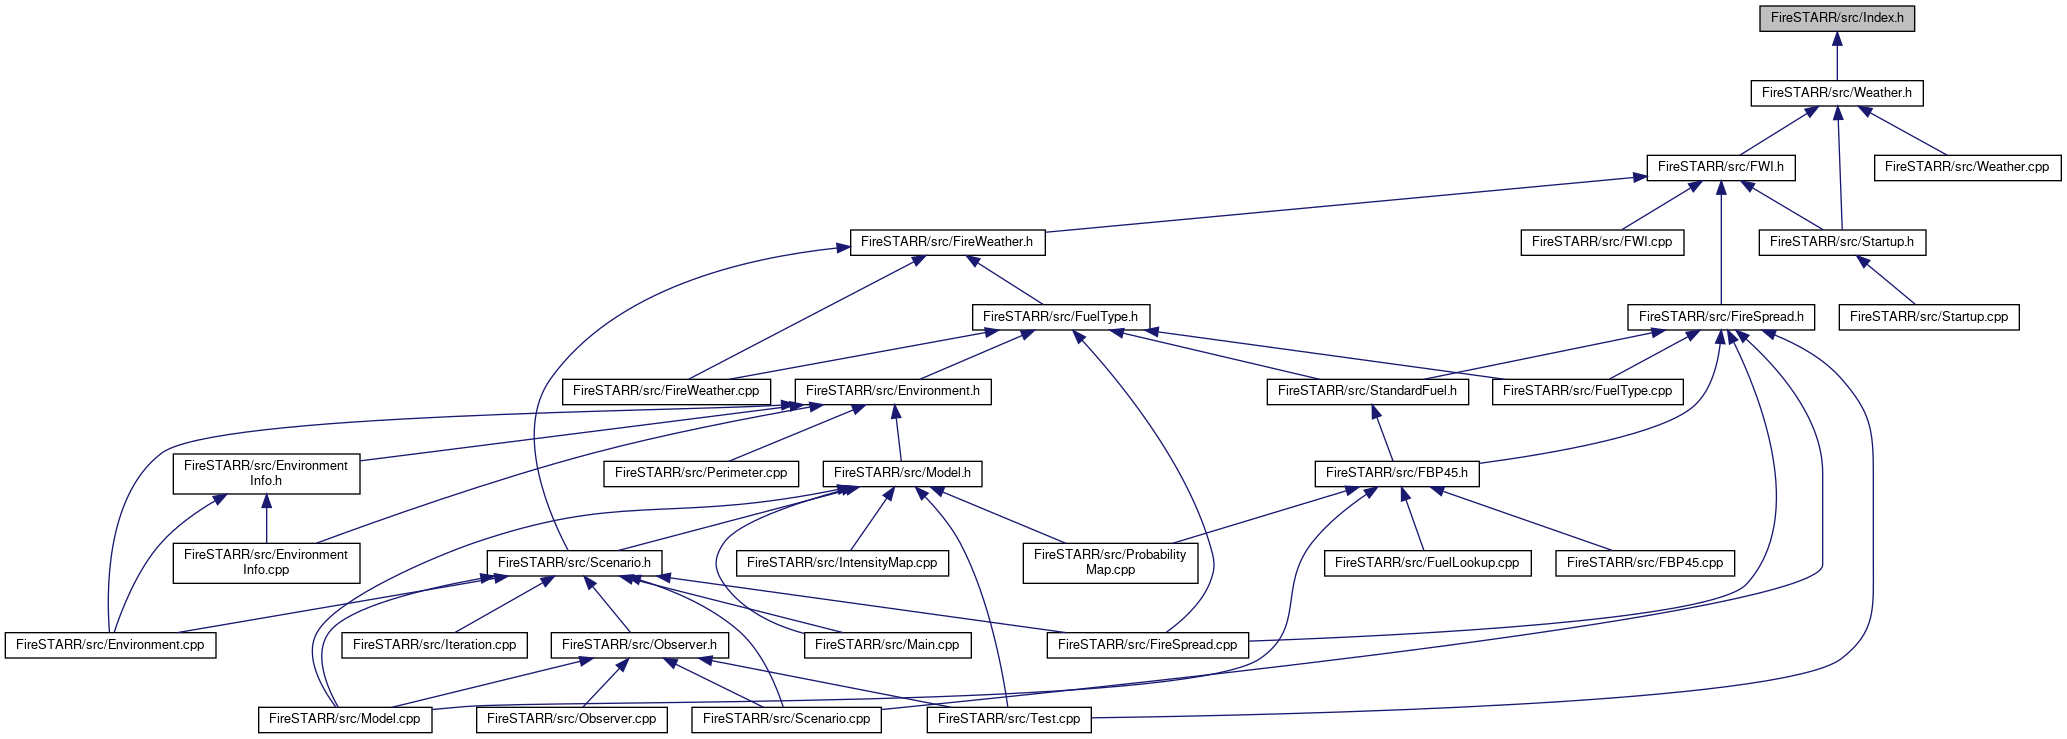 FireSTARR/src/Index.h
FireSTARR/src/Weather.h
FireSTARR/src/FWI.h
FireSTARR/src/Weather.cpp
FireSTARR/src/FireWeather.h
FireSTARR/src/FWI.cpp
FireSTARR/src/Startup.h
FireSTARR/src/FuelType.h
FireSTARR/src/FireSpread.h
FireSTARR/src/Startup.cpp
FireSTARR/src/FireWeather.cpp
FireSTARR/src/Environment.h
FireSTARR/src/StandardFuel.h
FireSTARR/src/FuelType.cpp
FireSTARR/src/Environment
Info.h
FireSTARR/src/Perimeter.cpp
FireSTARR/src/Model.h
FireSTARR/src/FBP45.h
FireSTARR/src/Environment
Info.cpp
FireSTARR/src/Scenario.h
FireSTARR/src/IntensityMap.cpp
FireSTARR/src/Probability
Map.cpp
FireSTARR/src/FuelLookup.cpp
FireSTARR/src/FBP45.cpp
FireSTARR/src/Environment.cpp
FireSTARR/src/Iteration.cpp
FireSTARR/src/Observer.h
FireSTARR/src/Main.cpp
FireSTARR/src/FireSpread.cpp
FireSTARR/src/Model.cpp
FireSTARR/src/Observer.cpp
FireSTARR/src/Scenario.cpp
FireSTARR/src/Test.cpp